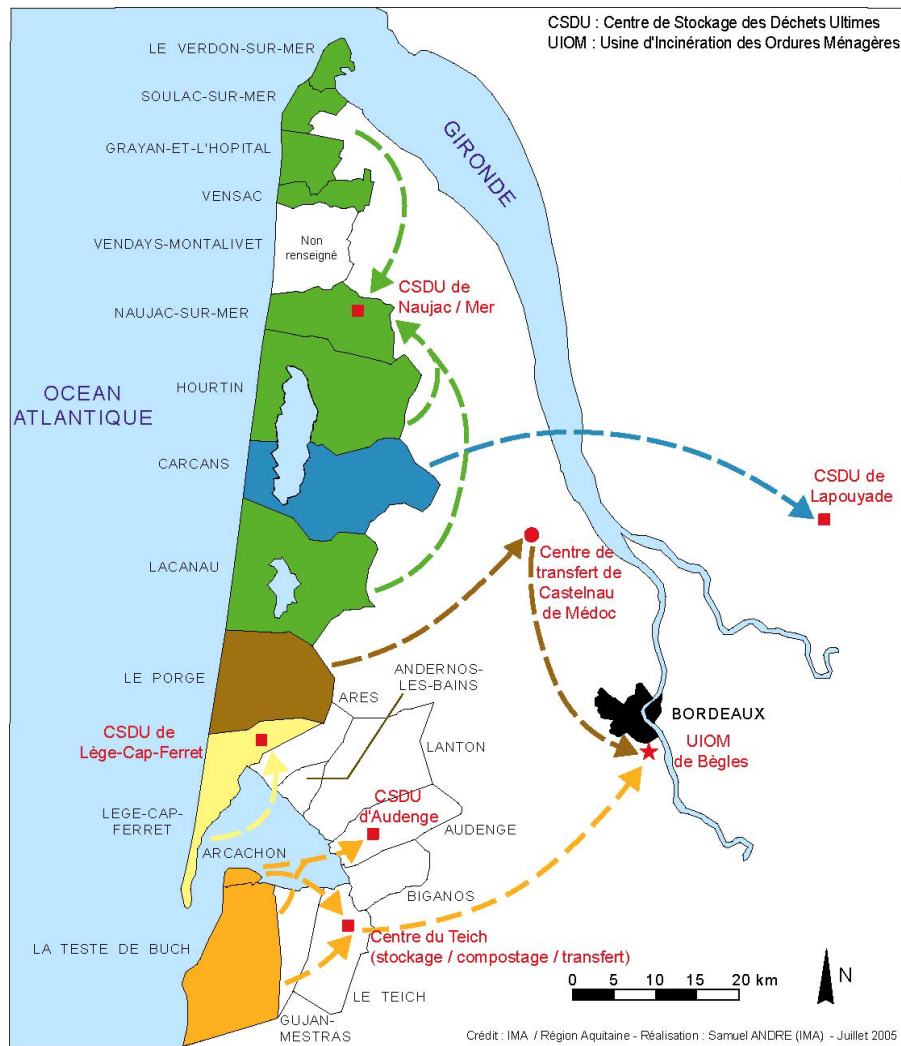 CSDU : Centre de Stockage des Déchets Ultimes
UIOM : Usine d'Incinération des Ordures Ménagères
LE VERDON-SUR-MER
SOULAC-SUR-MER
GRAYAN-ET-L'HOPITAL
VENSAC
VENDAYS-MONTALIVET
Non
renseigné
GIRONDE
CSDU de
Naujac / Mer
NAUJAC-SUR-MER
HOURTIN
OCEAN
ATLANTIQUE
CARCANS
CSDU de
Lapouyade
LACANAU
Centre de
transfert de
Castelnau
de Médoc
LE PORGE
ANDERNOS-
LES-BAINS
ARES
BORDEAUX
UIOM
de Bègles
CSDU de
Lège-Cap-Ferret
LANTON
CSDU
d'Audenge
LEGE-CAP-
FERRET
AUDENGE
ARCACHON
BIGANOS
LA TESTE DE BUCH
Centre du Teich
(stockage / compostage / transfert)
LE TEICH
GUJAN-
MESTRAS
0 5 10 15 20 km
N
Crédit : IMA / Région Aquitaine - Réalisation : Samuel ANDRE (IMA) - Juillet 2005